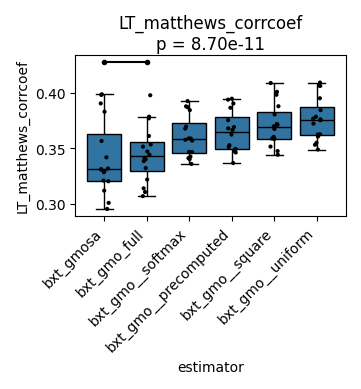 LT_matthews_corrcoef
p = 8.70e-11
LT_matthews_corrcoef
0.40
0.35
0.30
bxt_gmosa
bxt_gmo_full
bxt_gmo__softmax
bxt_gmo__precomputed
bxt_gmo__square
bxt_gmo__uniform
estimator